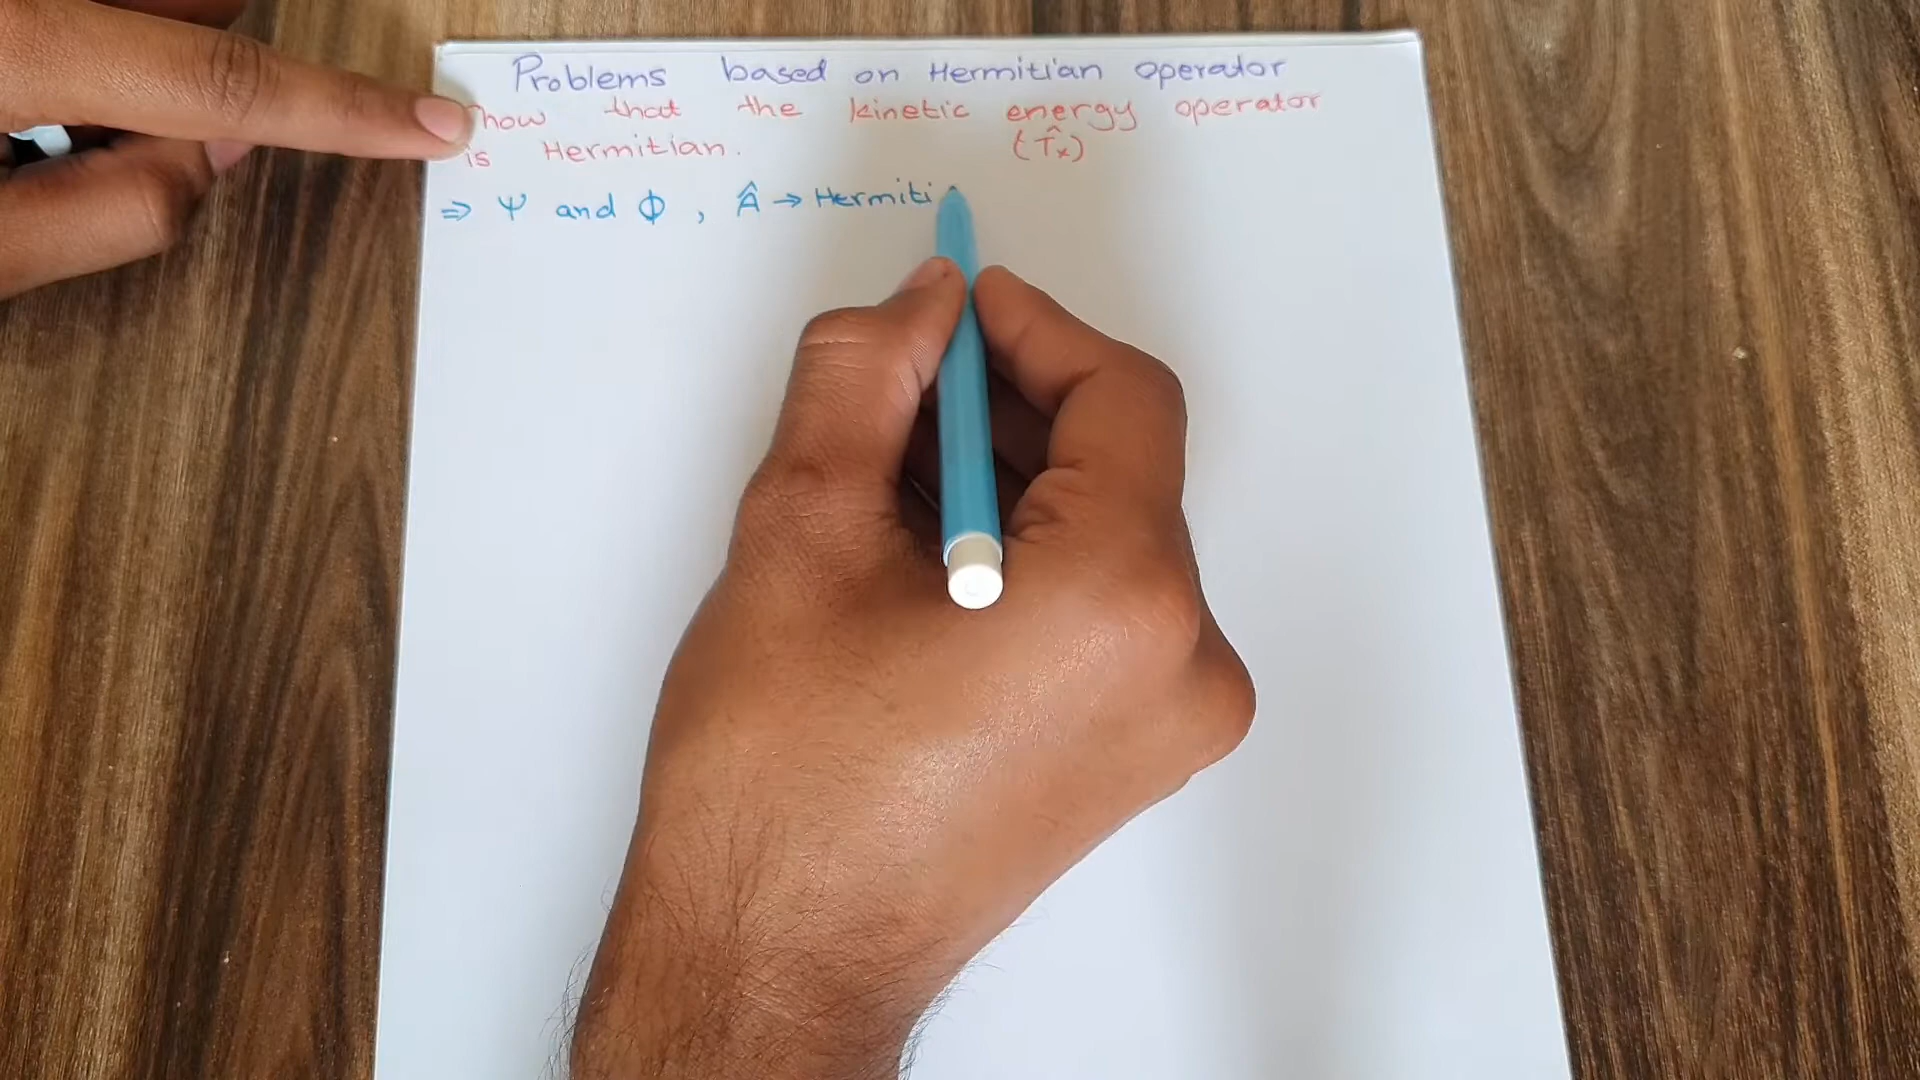 Problems based on Hermitian operator
how that the kinetic energy operator
is Hermitian. (T̂ₓ)
⇒ Ψ and Φ , Â → Hermiti